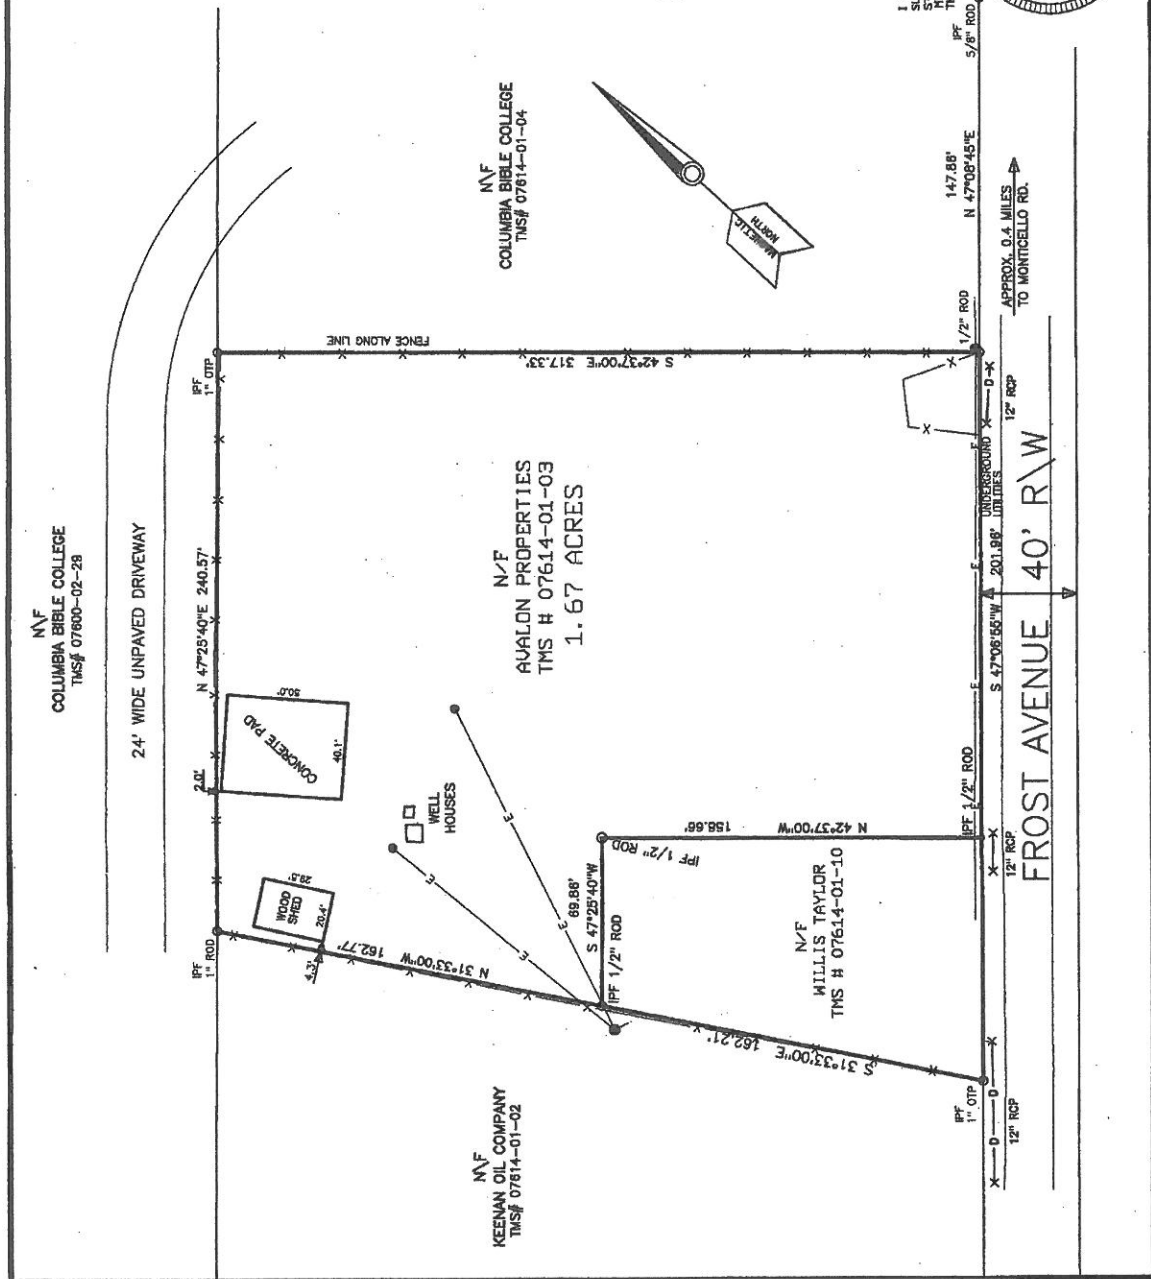 N\F
COLUMBIA BIBLE COLLEGE
TMS# 07600-02-29
24' WIDE UNPAVED DRIVEWAY
IPF
1" ROD
N 47°25'40"E 240.57'
IPF
1" OTP
2.0'
CONCRETE PAD
50.0'
40.1'
WOOD
SHED
29.5'
20.4'
4.3'
N 31°33'00"W 162.77'
WELL
HOUSES
E
E
E
E
FENCE ALONG LINE
S 42°37'00"E 317.33'
N\F
COLUMBIA BIBLE COLLEGE
TMS# 07614-01-04
MAGNETIC
NORTH
N/F
AVALON PROPERTIES
TMS # 07614-01-03
1.67 ACRES
N\F
KEENAN OIL COMPANY
TMS# 07614-01-02
69.86'
S 47°25'40"W
IPF 1/2" ROD
IPF 1/2" ROD
N 42°37'00"W 158.66'
N/F
WILLIS TAYLOR
TMS # 07614-01-10
S 31°33'00"E 162.21'
IPF
1" OTP
D
D
12" RCP
IPF 1/2" ROD
12" RCP
E
E
E
E
S 47°06'55"W 201.96'
UNDERGROUND
UTILITIES
D
12" RCP
1/2" ROD
147.86'
N 47°08'45"E
IPF
5/8" ROD
APPROX. 0.4 MILES
TO MONTICELLO RD.
FROST AVENUE 40' R\W